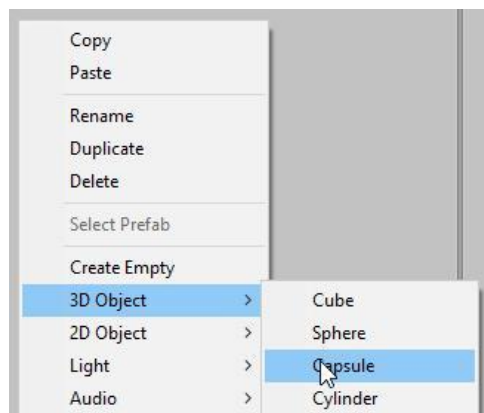 Copy
Paste
Rename
Duplicate
Delete
Select Prefab
Create Empty
3D Object
2D Object
Light
Audio
Cube
Sphere
Capsule
Cylinder